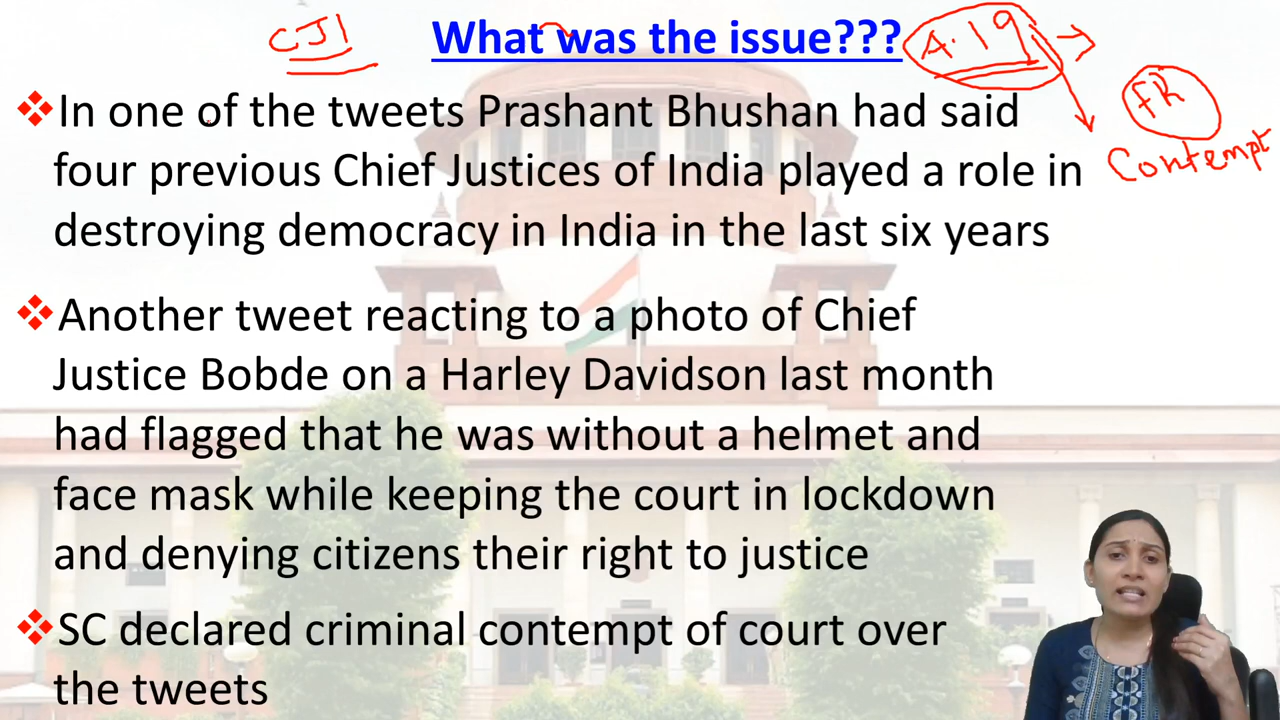 CJI
What was the issue???
A.19
FR
Contempt
❖In one of the tweets Prashant Bhushan had said
four previous Chief Justices of India played a role in
destroying democracy in India in the last six years
❖Another tweet reacting to a photo of Chief
Justice Bobde on a Harley Davidson last month
had flagged that he was without a helmet and
face mask while keeping the court in lockdown
and denying citizens their right to justice
❖SC declared criminal contempt of court over
the tweets